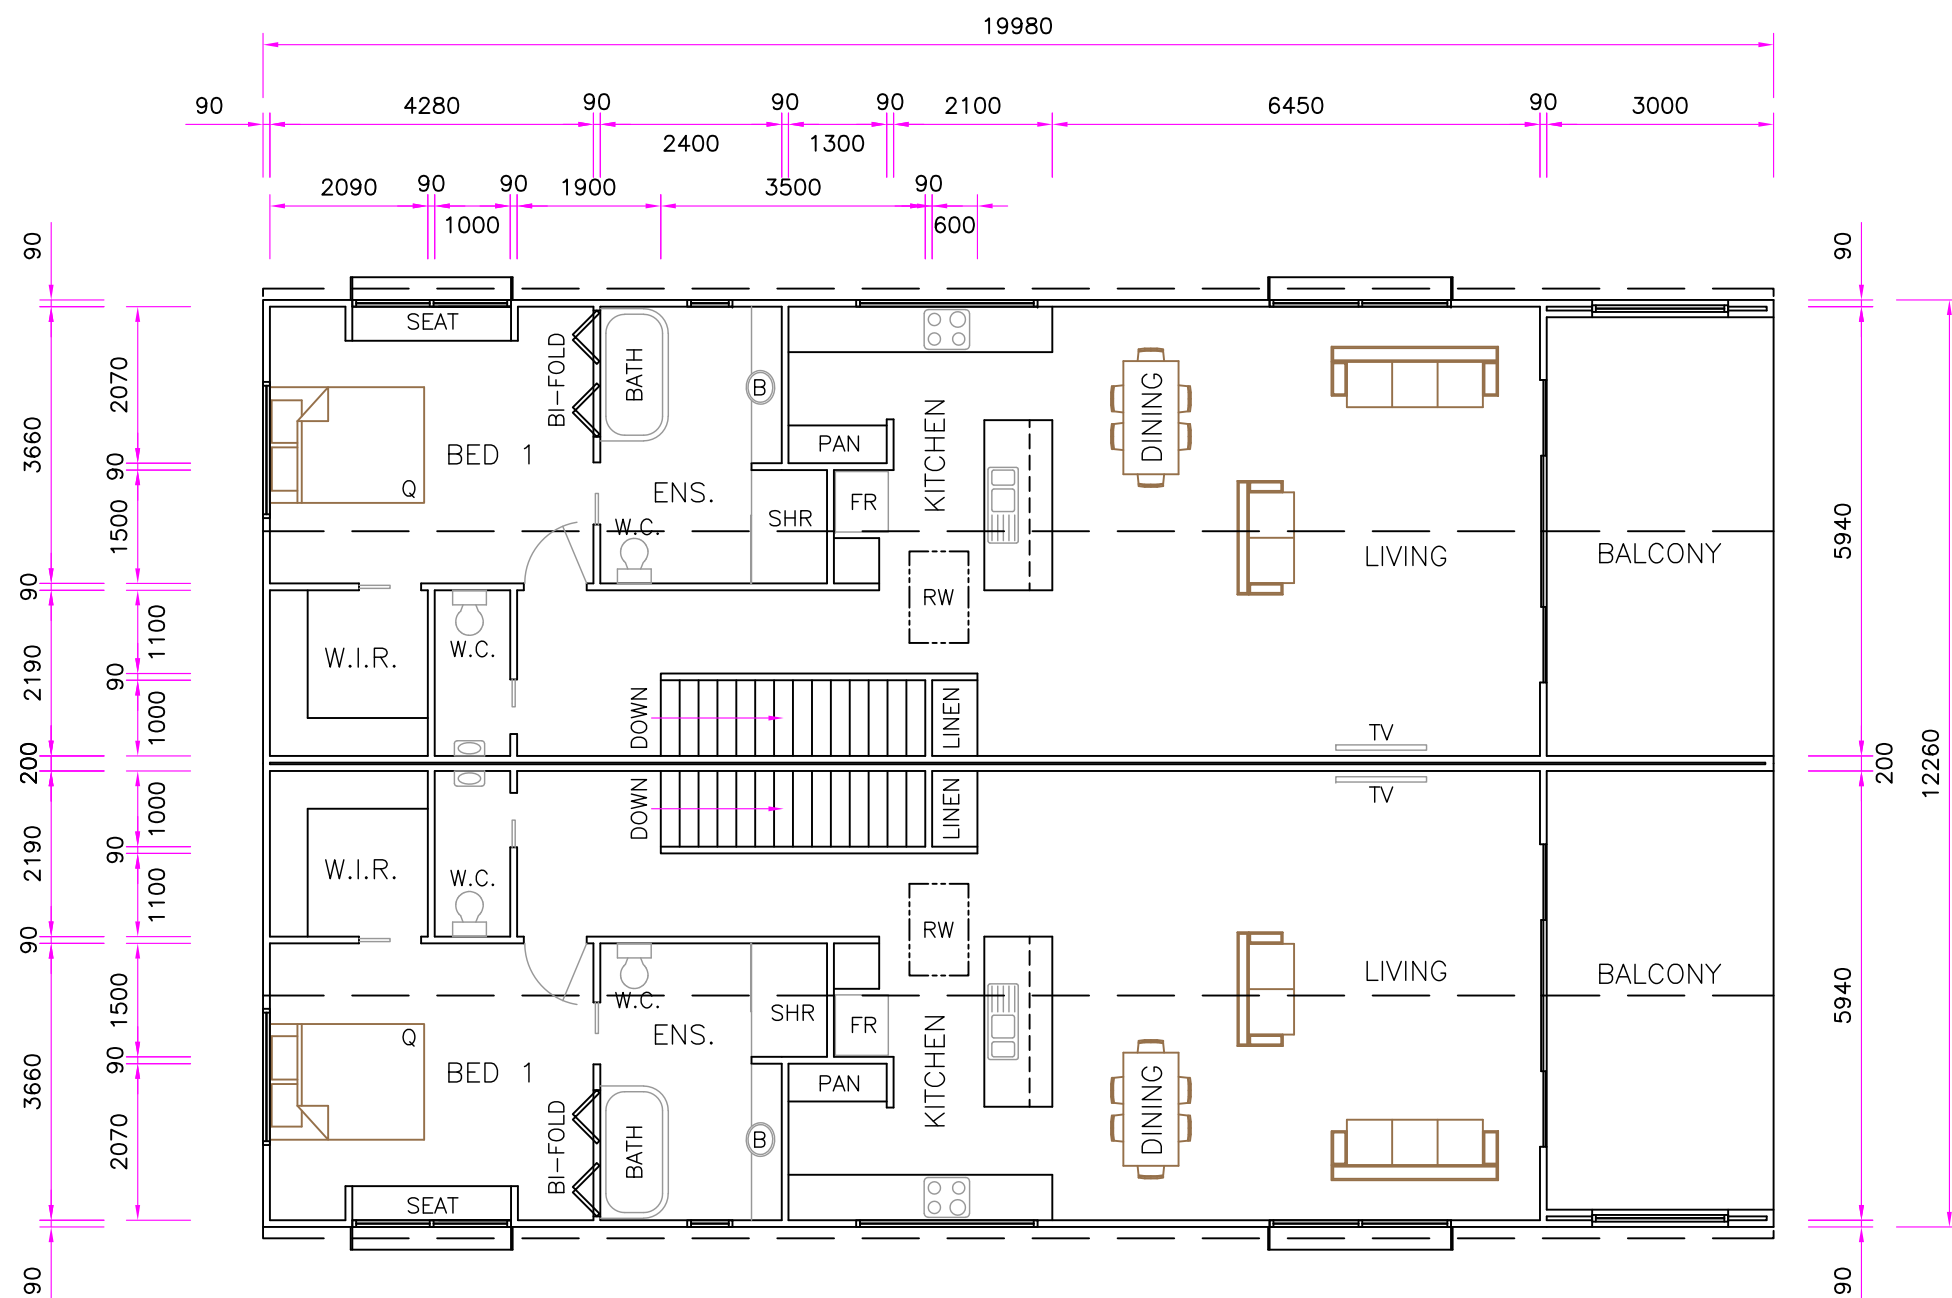 19980
90 4280 90 2400 90 1300 90 2100 6450 90 3000
2090 90 1000 90 1900 3500 90 600
90
3660
90
2190
200
2190
90
3660
90
2070
90
1500
1100
90
1000
1000
90
1100
1500
90
2070
SEAT
BI-FOLD
BATH
B
BED 1
Q
ENS.
W.C.
SHR
PAN
FR
KITCHEN
DINING
LIVING
BALCONY
RW
W.I.R.
W.C.
DOWN
LINEN
TV
TV
DOWN
LINEN
W.I.R.
W.C.
RW
LIVING
BALCONY
W.C.
ENS.
SHR
FR
PAN
KITCHEN
DINING
Q
BED 1
BI-FOLD
BATH
B
SEAT
90
5940
200
12260
5940
90